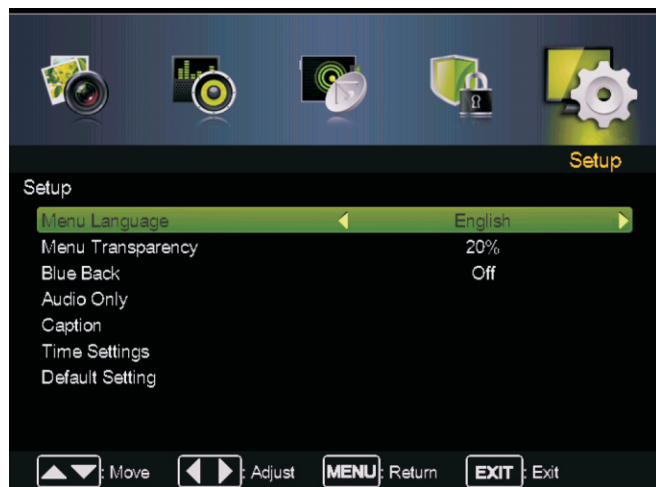 Setup
Setup
Menu Language English
Menu Transparency 20%
Blue Back Off
Audio Only
Caption
Time Settings
Default Setting
: Move : Adjust MENU : Return EXIT : Exit